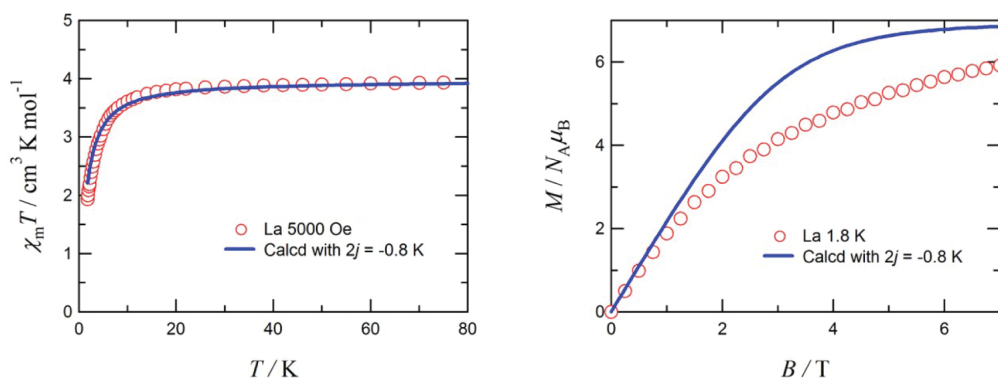 5
4
3
2
1
0
0
20
40
60
80
χmT / cm³ K mol⁻¹
T / K
La 5000 Oe
Calcd with 2j = -0.8 K
6
4
2
0
0
2
4
6
M / NAμB
B / T
La 1.8 K
Calcd with 2j = -0.8 K